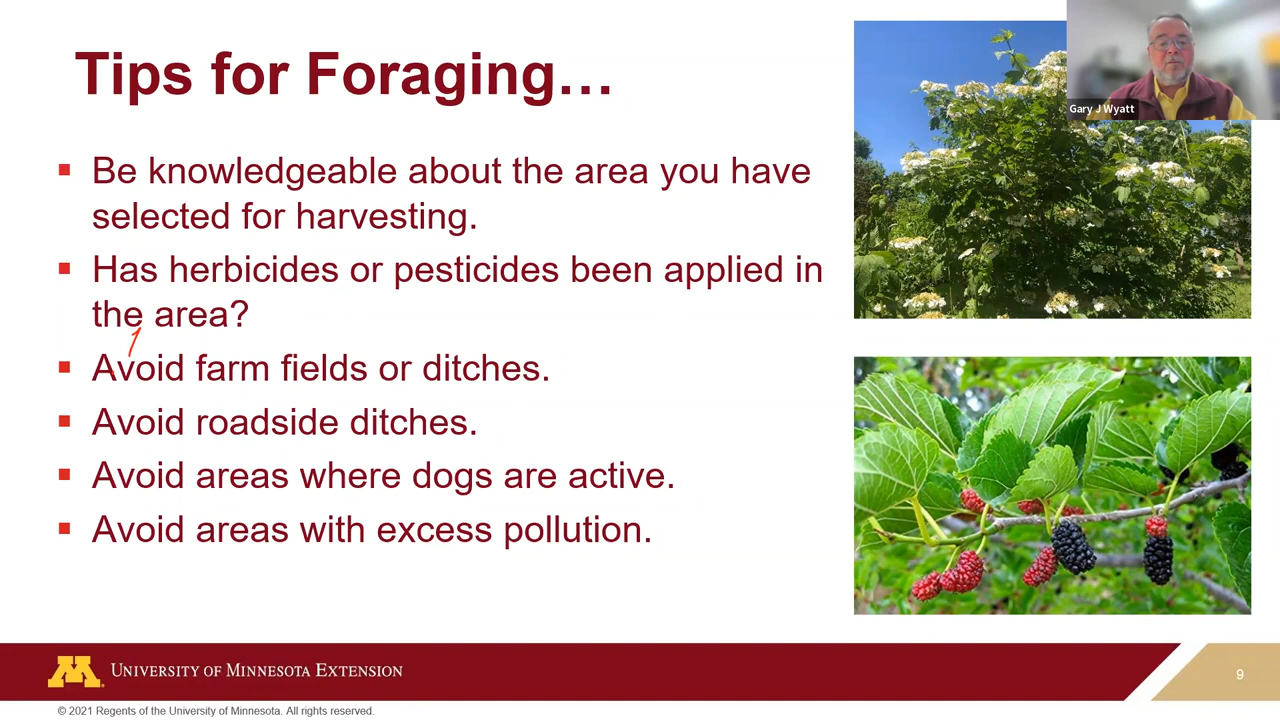 Tips for Foraging…
Gary J Wyatt
Be knowledgeable about the area you have
selected for harvesting.
Has herbicides or pesticides been applied in
the area?
Avoid farm fields or ditches.
Avoid roadside ditches.
Avoid areas where dogs are active.
Avoid areas with excess pollution.
M University of Minnesota Extension
9
© 2021 Regents of the University of Minnesota. All rights reserved.